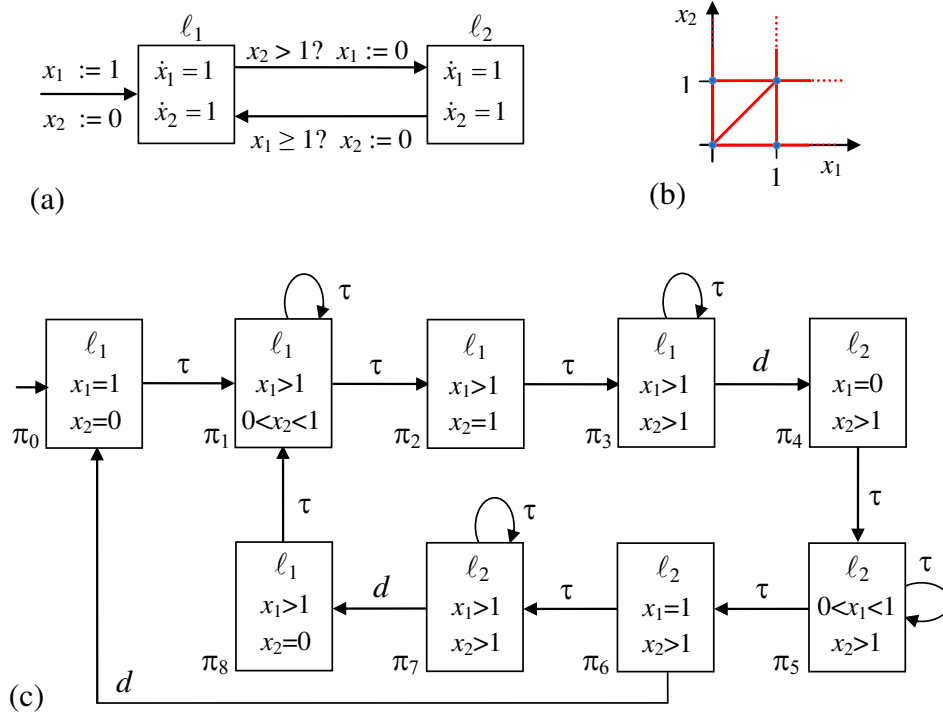 ℓ₁ ℓ₂
x₁ := 1
x₂ := 0
ẋ₁ = 1
ẋ₂ = 1
x₂ > 1? x₁ := 0
x₁ ≥ 1? x₂ := 0
ẋ₁ = 1
ẋ₂ = 1
(a)
x₂
1
1
x₁
(b)
τ τ
ℓ₁
x₁=1
x₂=0
π₀
τ
ℓ₁
x₁>1
0<x₂<1
π₁
τ
ℓ₁
x₁>1
x₂=1
π₂
τ
ℓ₁
x₁>1
x₂>1
π₃
d
ℓ₂
x₁=0
x₂>1
π₄
τ
τ
τ
ℓ₁
x₁>1
x₂=0
π₈
d
ℓ₂
x₁>1
x₂>1
π₇
τ
ℓ₂
x₁=1
x₂>1
π₆
τ
ℓ₂
0<x₁<1
x₂>1
π₅
τ
d
(c)